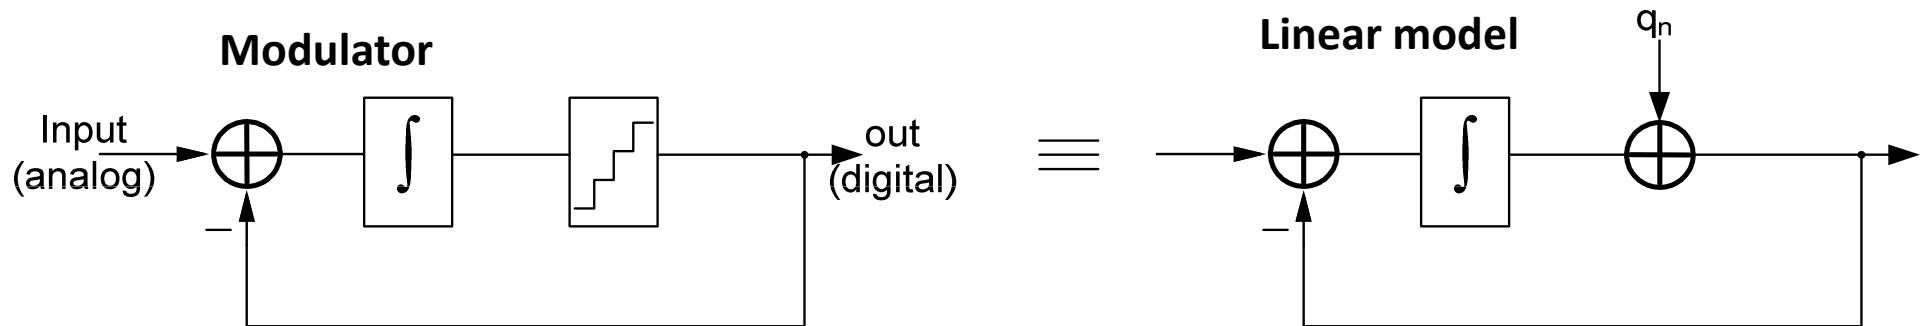 Modulator
Input
(analog)
∫
out
(digital)
Linear model
qn
∫